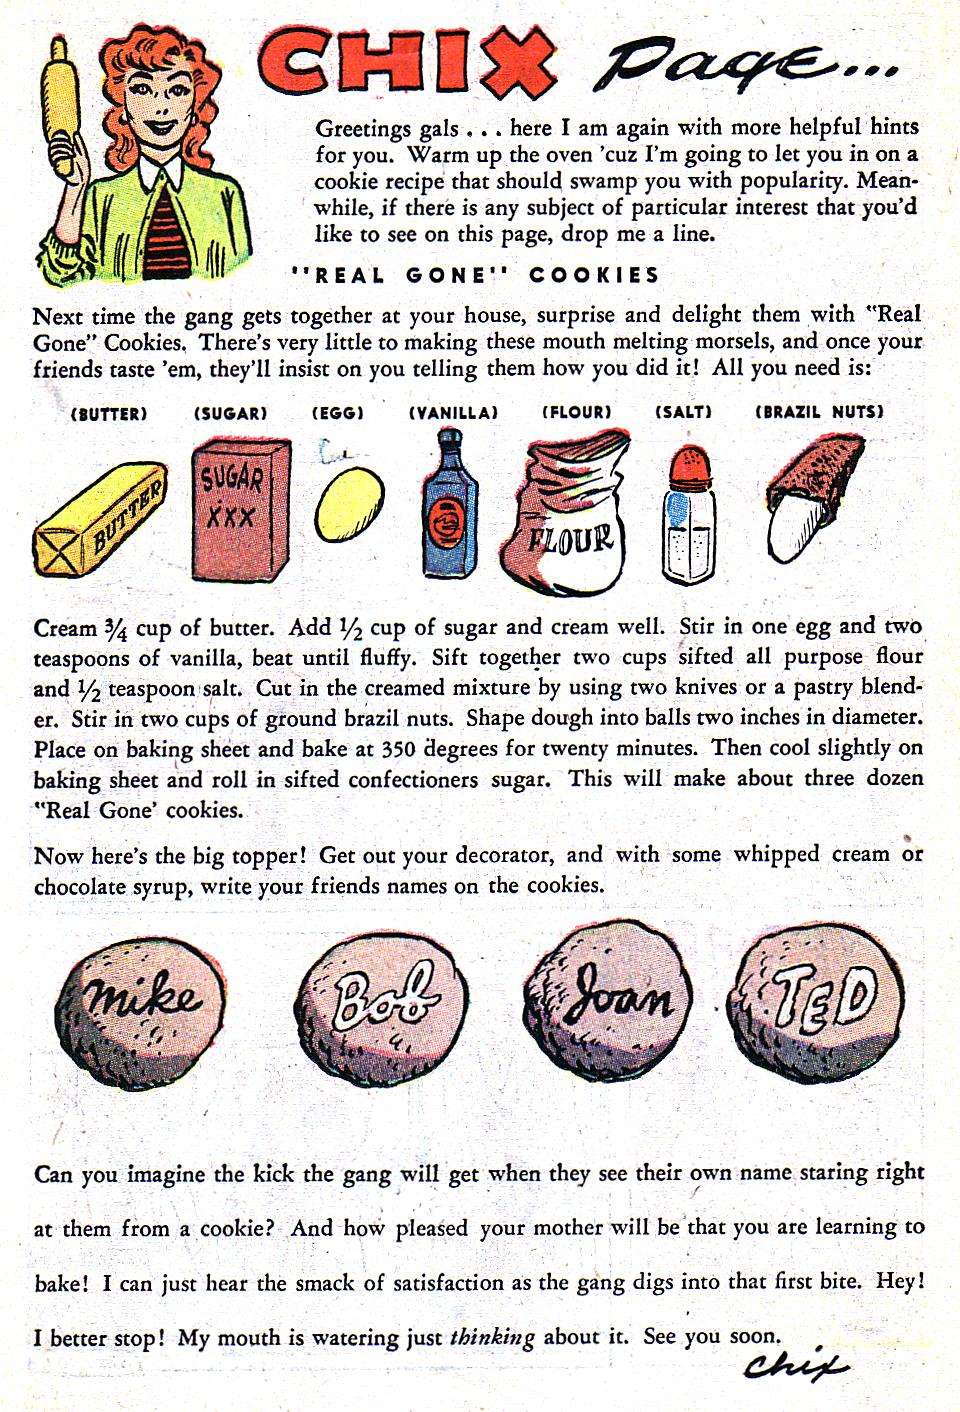 CHIX Page...
Greetings gals . . . here I am again with more helpful hints
for you. Warm up the oven 'cuz I'm going to let you in on a
cookie recipe that should swamp you with popularity. Mean-
while, if there is any subject of particular interest that you'd
like to see on this page, drop me a line.
"REAL GONE" COOKIES
Next time the gang gets together at your house, surprise and delight them with "Real
Gone" Cookies. There's very little to making these mouth melting morsels, and once your
friends taste 'em, they'll insist on you telling them how you did it! All you need is:
(BUTTER) (SUGAR) (EGG) (VANILLA) (FLOUR) (SALT) (BRAZIL NUTS)
BUTTER
SUGAR
XXX
FLOUR
Cream ¾ cup of butter. Add ½ cup of sugar and cream well. Stir in one egg and two
teaspoons of vanilla, beat until fluffy. Sift together two cups sifted all purpose flour
and ½ teaspoon salt. Cut in the creamed mixture by using two knives or a pastry blend-
er. Stir in two cups of ground brazil nuts. Shape dough into balls two inches in diameter.
Place on baking sheet and bake at 350 degrees for twenty minutes. Then cool slightly on
baking sheet and roll in sifted confectioners sugar. This will make about three dozen
"Real Gone' cookies.
Now here's the big topper! Get out your decorator, and with some whipped cream or
chocolate syrup, write your friends names on the cookies.
Mike Bob Joan TED
Can you imagine the kick the gang will get when they see their own name staring right
at them from a cookie? And how pleased your mother will be that you are learning to
bake! I can just hear the smack of satisfaction as the gang digs into that first bite. Hey!
I better stop! My mouth is watering just thinking about it. See you soon.
Chix